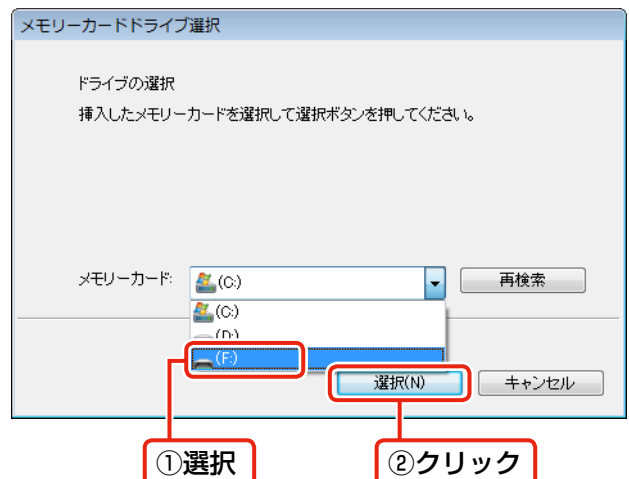 メモリーカードドライブ選択
ドライブの選択
挿入したメモリーカードを選択して選択ボタンを押してください。
メモリーカード:
(C:)
再検索
(C:)
(D:)
(F:)
選択(N)
キャンセル
①選択
②クリック